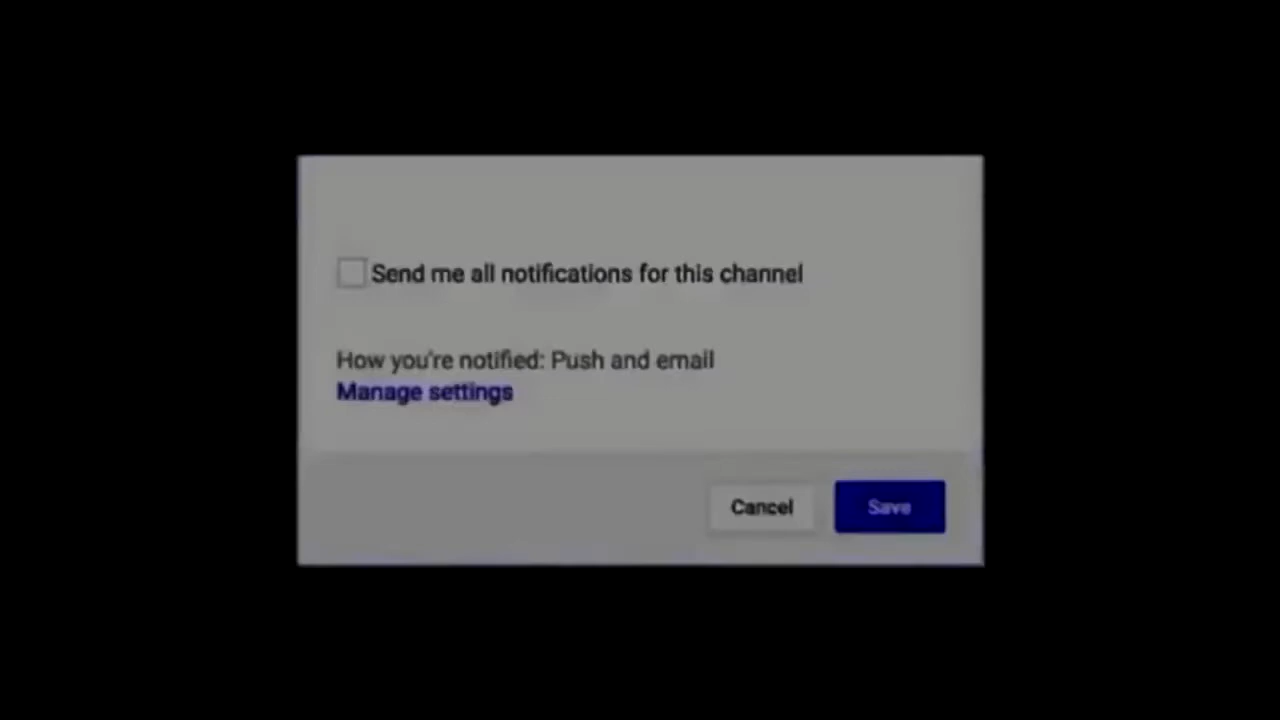 Send me all notifications for this channel
How you're notified: Push and email
Manage settings
Cancel
Save